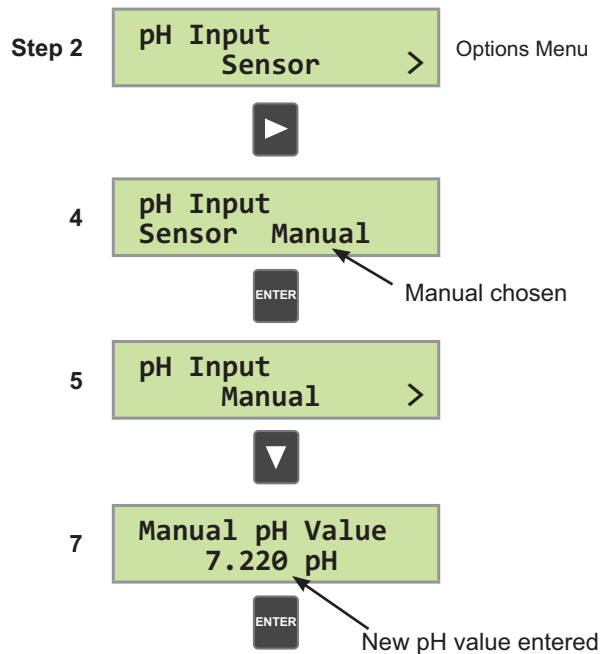 Step 2
pH Input
Sensor >
Options Menu
4
pH Input
Sensor Manual
ENTER
Manual chosen
5
pH Input
Manual >
7
Manual pH Value
7.220 pH
ENTER
New pH value entered